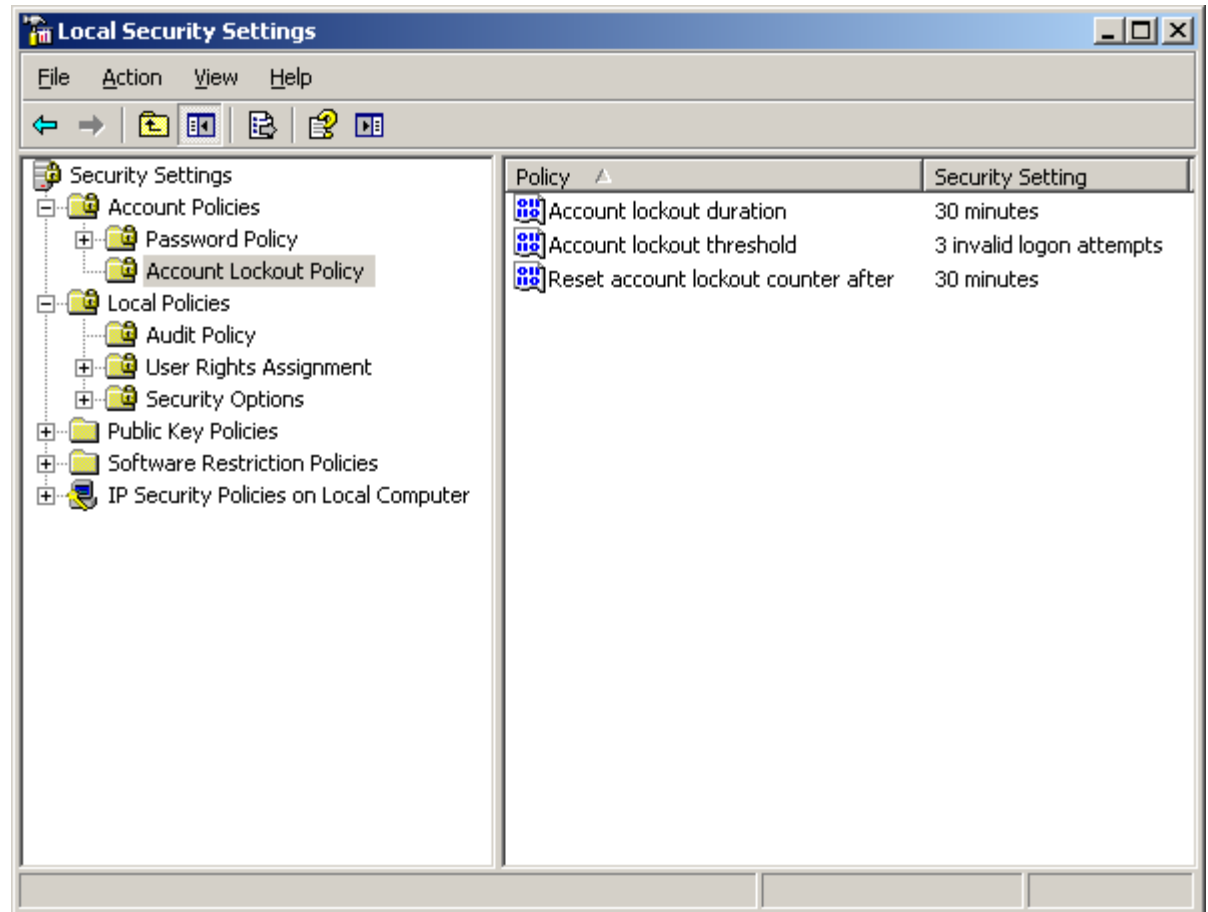 Local Security Settings
File Action View Help
Security Settings
Account Policies
Password Policy
Account Lockout Policy
Local Policies
Audit Policy
User Rights Assignment
Security Options
Public Key Policies
Software Restriction Policies
IP Security Policies on Local Computer
Policy Security Setting
Account lockout duration 30 minutes
Account lockout threshold 3 invalid logon attempts
Reset account lockout counter after 30 minutes